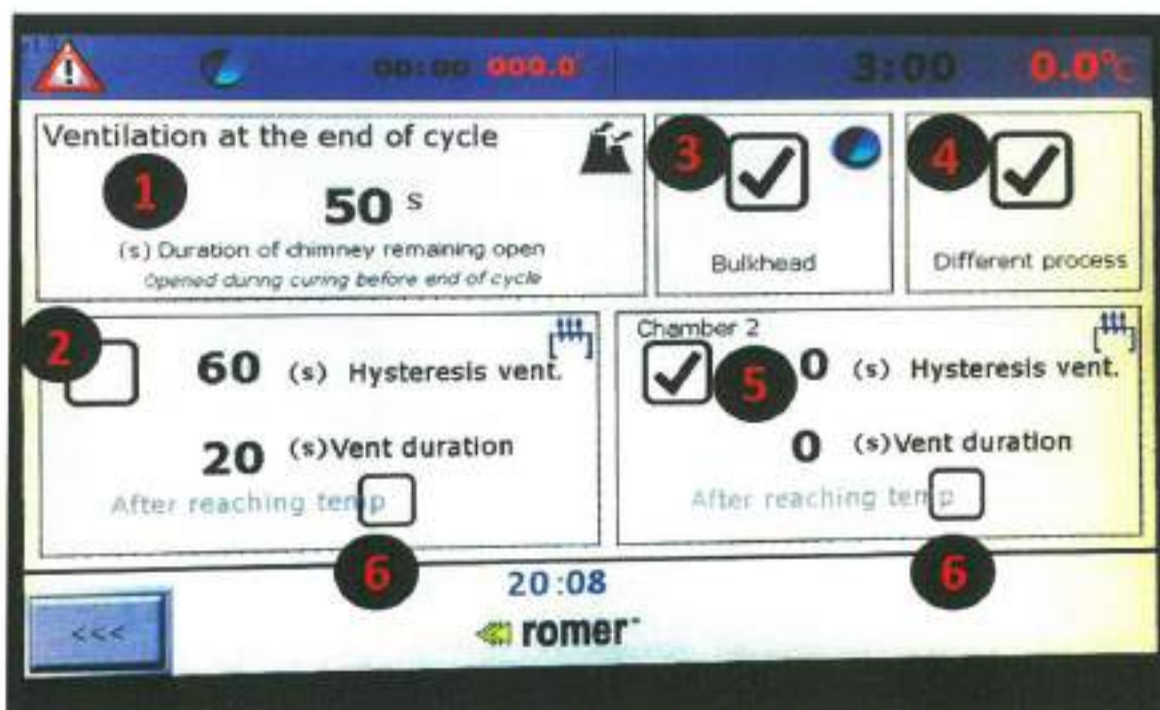 00:00 000.0 3:00 0.0°C
Ventilation at the end of cycle
1
50 s
(s) Duration of chimney remaining open
Opened during curing before end of cycle
3
Bulkhead
4
Different process
2
60 (s) Hysteresis vent.
20 (s) Vent duration
After reaching temp
6
Chamber 2
5
0 (s) Hysteresis vent.
0 (s) Vent duration
After reaching temp
6
20:08
<<<
romer